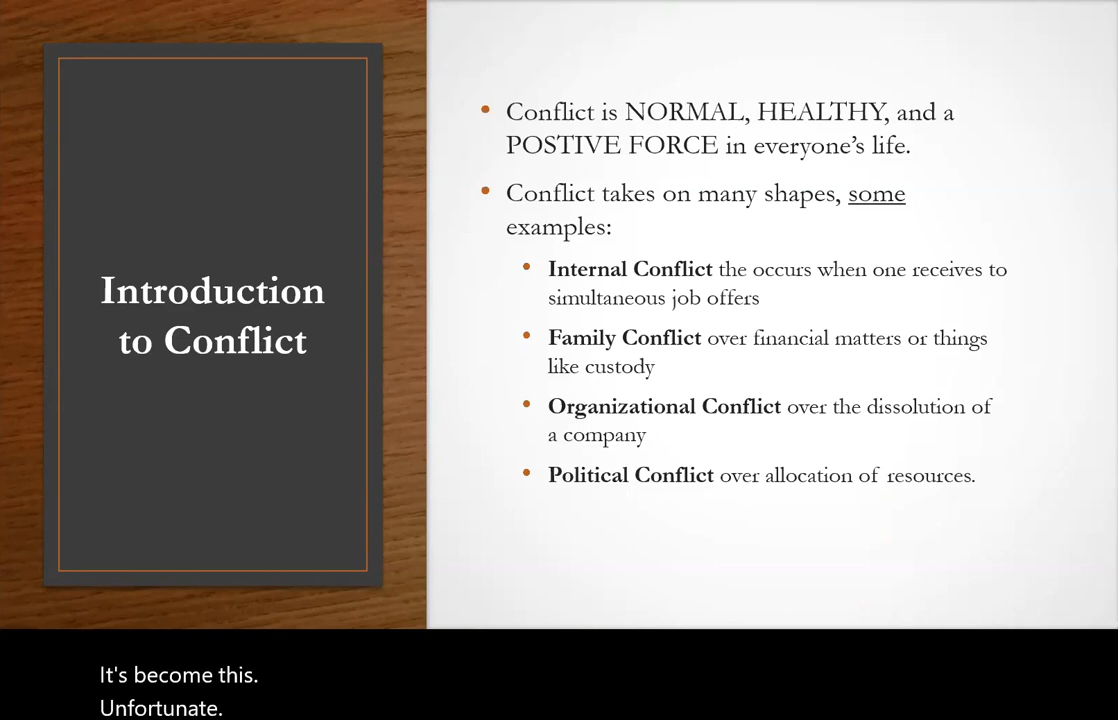 Introduction
to Conflict
• Conflict is NORMAL, HEALTHY, and a
POSTIVE FORCE in everyone’s life.
• Conflict takes on many shapes, some
examples:
• Internal Conflict the occurs when one receives to
simultaneous job offers
• Family Conflict over financial matters or things
like custody
• Organizational Conflict over the dissolution of
a company
• Political Conflict over allocation of resources.
It's become this.
Unfortunate.